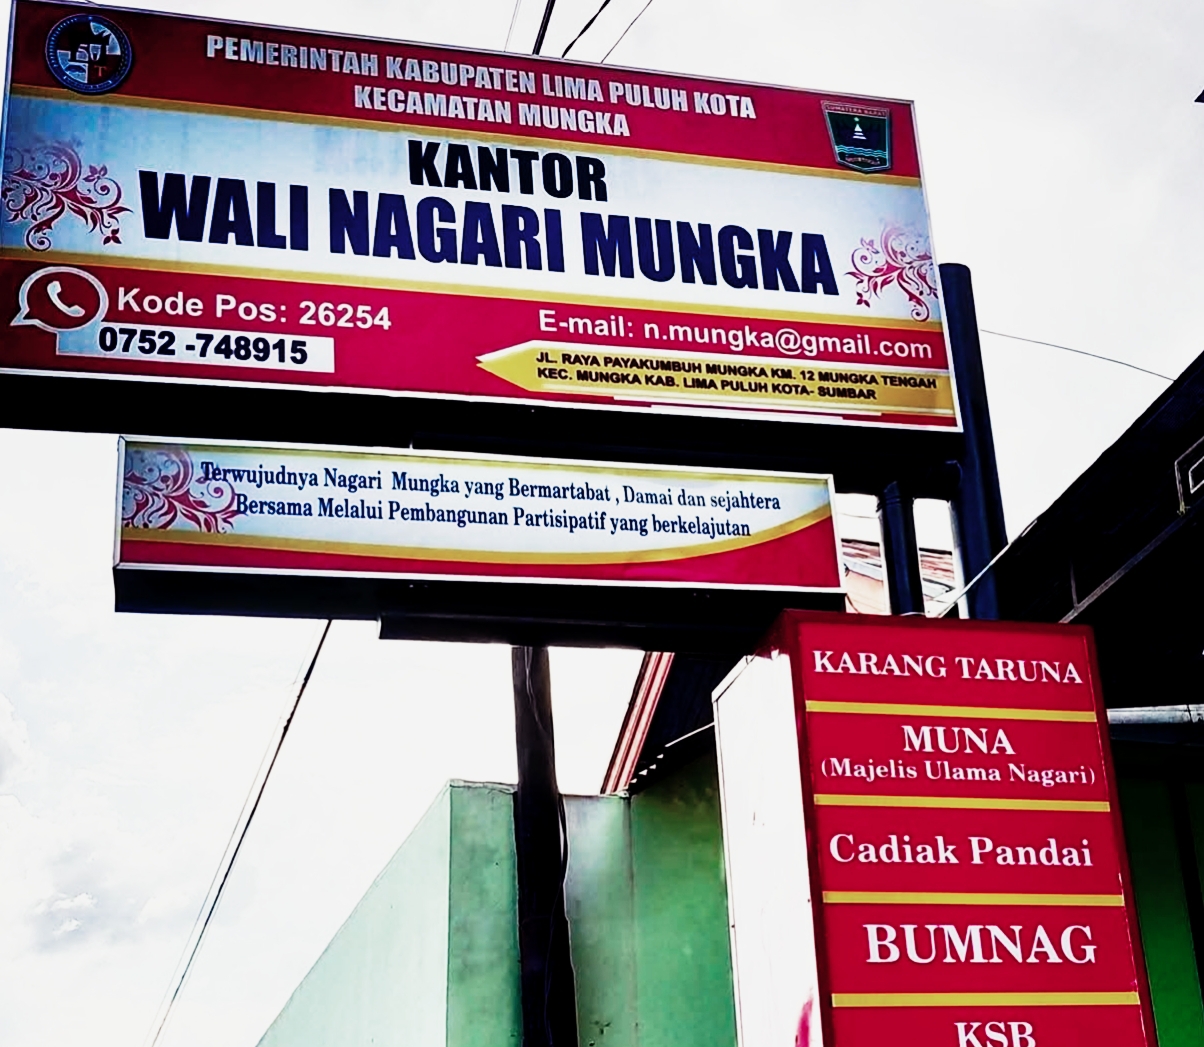 PEMERINTAH KABUPATEN LIMA PULUH KOTA
KECAMATAN MUNGKA
SUMATERA BARAT
KANTOR
WALI NAGARI MUNGKA
Kode Pos: 26254
0752 -748915
E-mail: n.mungka@gmail.com
JL. RAYA PAYAKUMBUH MUNGKA KM. 12 MUNGKA TENGAH
KEC. MUNGKA KAB. LIMA PULUH KOTA- SUMBAR
Terwujudnya Nagari Mungka yang Bermartabat , Damai dan sejahtera
Bersama Melalui Pembangunan Partisipatif yang berkelajutan
KARANG TARUNA
MUNA
(Majelis Ulama Nagari)
Cadiak Pandai
BUMNAG
KSB